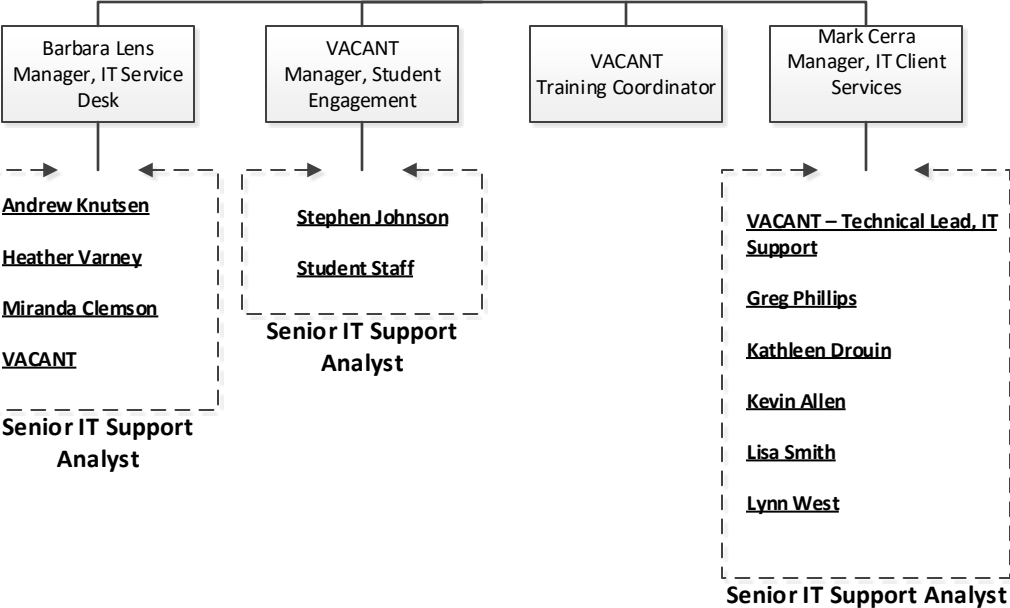 Barbara Lens
Manager, IT Service
Desk
VACANT
Manager, Student
Engagement
VACANT
Training Coordinator
Mark Cerra
Manager, IT Client
Services
Andrew Knutsen
Heather Varney
Miranda Clemson
VACANT
Senior IT Support
Analyst
Stephen Johnson
Student Staff
Senior IT Support
Analyst
VACANT – Technical Lead, IT
Support
Greg Phillips
Kathleen Drouin
Kevin Allen
Lisa Smith
Lynn West
Senior IT Support Analyst